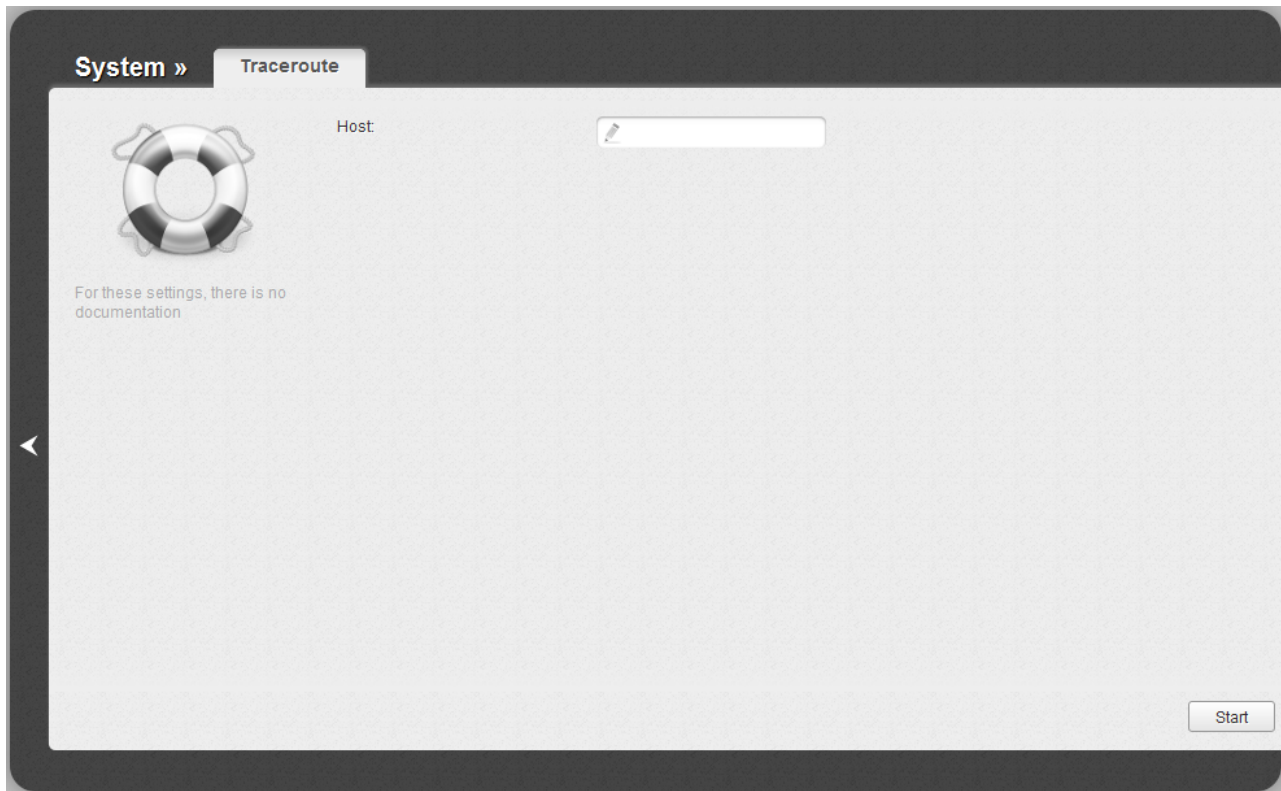 System »
Traceroute
Host:
For these settings, there is no
documentation
Start